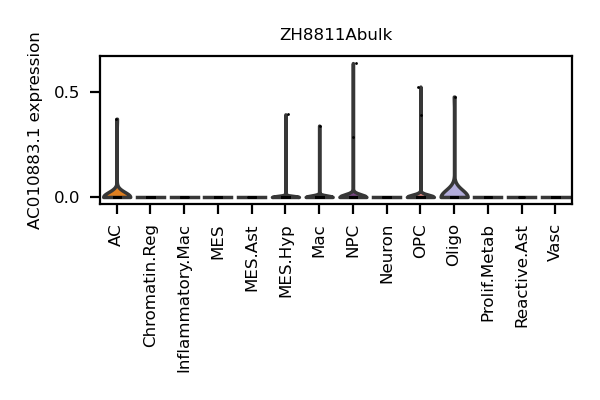 ZH8811Abulk
AC010883.1 expression
0.5
0.0
AC
Chromatin.Reg
Inflammatory.Mac
MES
MES.Ast
MES.Hyp
Mac
NPC
Neuron
OPC
Oligo
Prolif.Metab
Reactive.Ast
Vasc